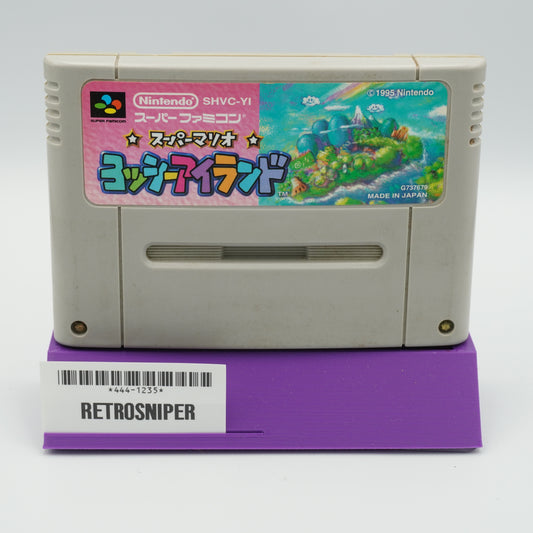 SUPER FAMICOM
Nintendo SHVC-YI
スーパーファミコン
スーパーマリオ
ヨッシーアイランド
TM
©1995 Nintendo
G737679
MADE IN JAPAN
*444-1235*
RETROSNIPER